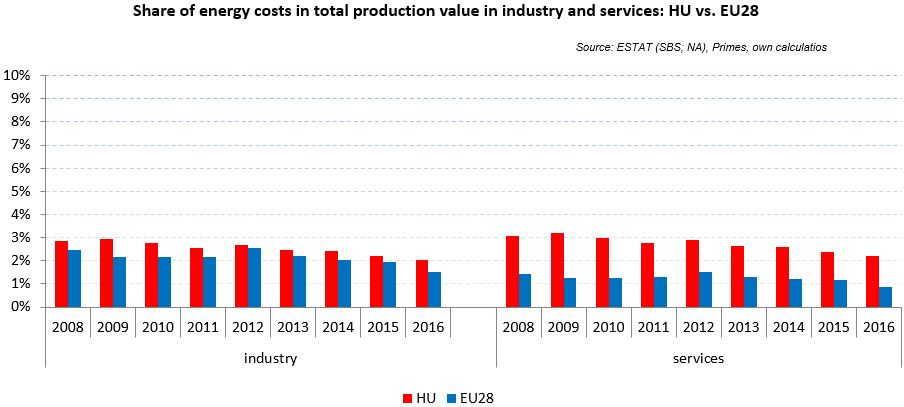 Share of energy costs in total production value in industry and services: HU vs. EU28
Source: ESTAT (SBS; NA), Primes, own calculatios
10%
9%
8%
7%
6%
5%
4%
3%
2%
1%
0%
2008 2009 2010 2011 2012 2013 2014 2015 2016 2008 2009 2010 2011 2012 2013 2014 2015 2016
industry services
HU EU28